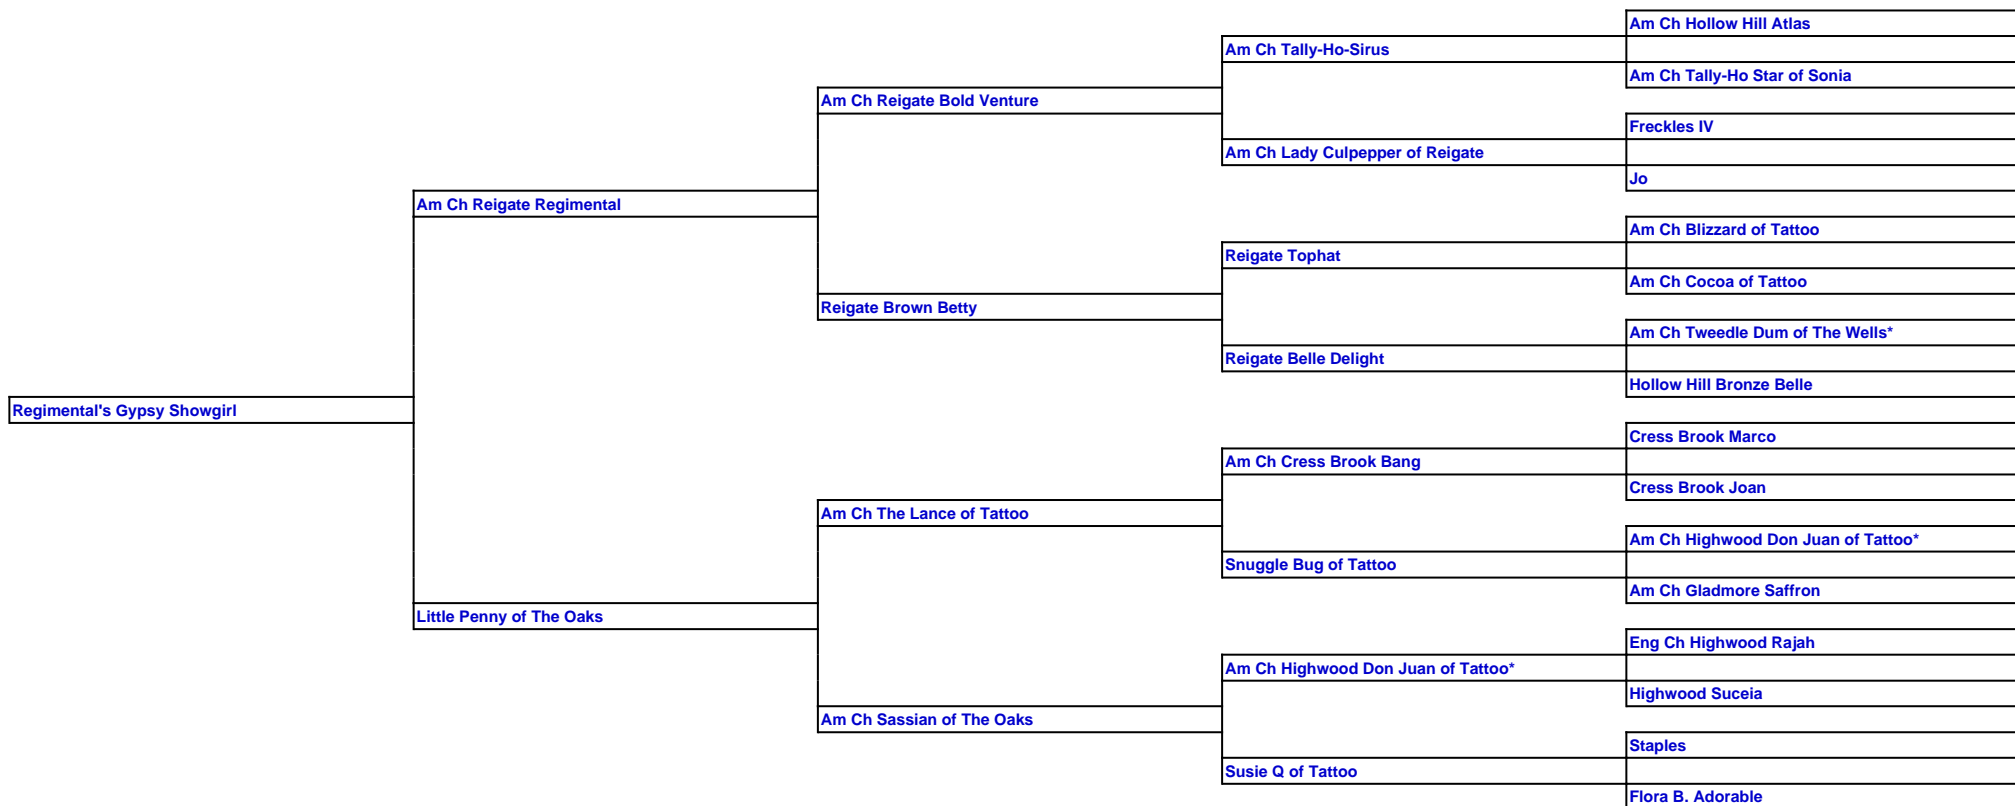 Am Ch Hollow Hill Atlas
Am Ch Tally-Ho-Sirus
Am Ch Tally-Ho Star of Sonia
Am Ch Reigate Bold Venture
Freckles IV
Am Ch Lady Culpepper of Reigate
Jo
Am Ch Reigate Regimental
Am Ch Blizzard of Tattoo
Reigate Tophat
Am Ch Cocoa of Tattoo
Reigate Brown Betty
Am Ch Tweedle Dum of The Wells*
Reigate Belle Delight
Hollow Hill Bronze Belle
Regimental's Gypsy Showgirl
Cress Brook Marco
Am Ch Cress Brook Bang
Cress Brook Joan
Am Ch The Lance of Tattoo
Am Ch Highwood Don Juan of Tattoo*
Snuggle Bug of Tattoo
Am Ch Gladmore Saffron
Little Penny of The Oaks
Eng Ch Highwood Rajah
Am Ch Highwood Don Juan of Tattoo*
Highwood Suceia
Am Ch Sassian of The Oaks
Staples
Susie Q of Tattoo
Flora B. Adorable